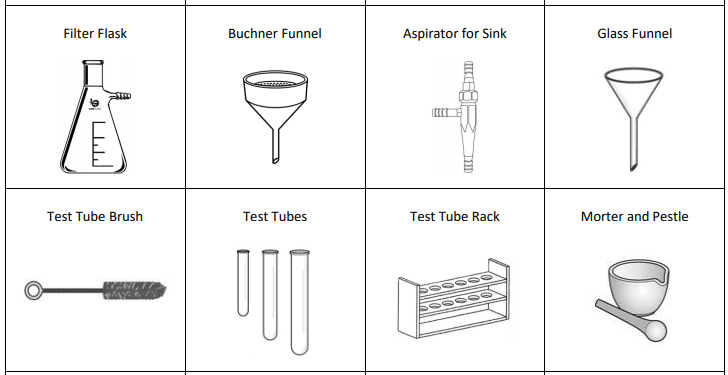 Filter Flask
Buchner Funnel
Aspirator for Sink
Glass Funnel
Test Tube Brush
Test Tubes
Test Tube Rack
Morter and Pestle